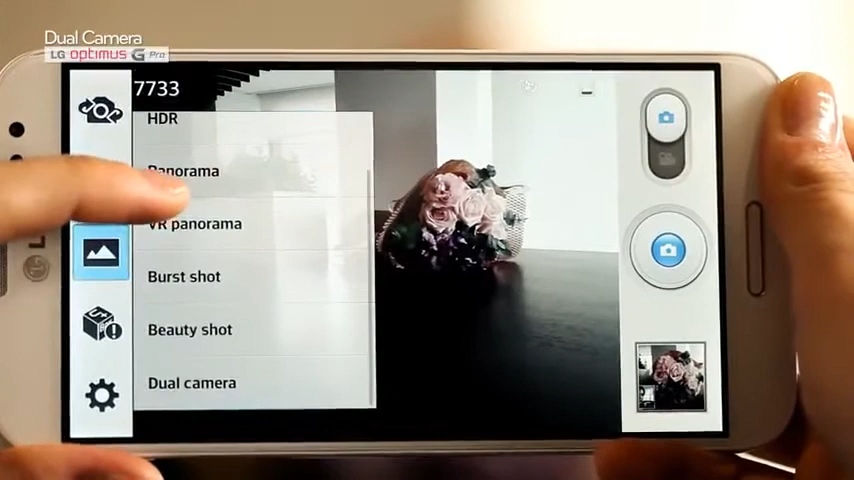 Dual Camera
LG optimus G Pro
7733
HDR
Panorama
VR panorama
Burst shot
Beauty shot
Dual camera